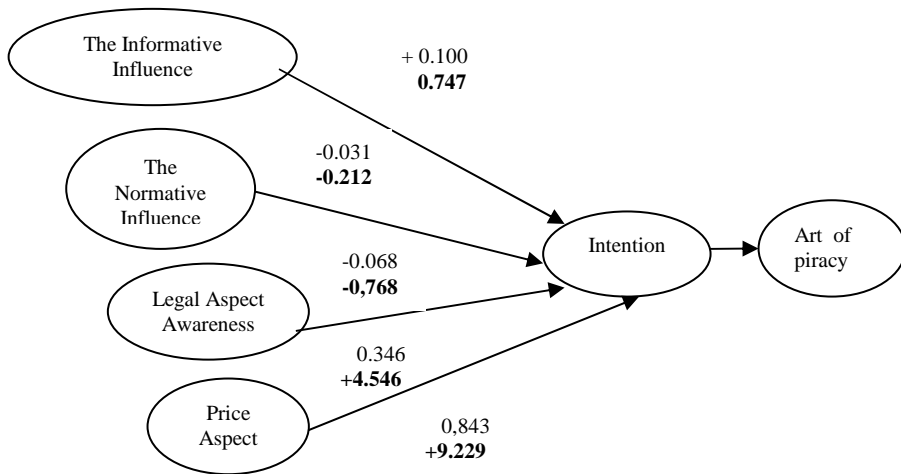 The Informative
Influence
+ 0.100
0.747
The
Normative
Influence
-0.031
-0.212
Intention
Art of
piracy
Legal Aspect
Awareness
-0.068
-0,768
Price
Aspect
0.346
+4.546
0,843
+9.229